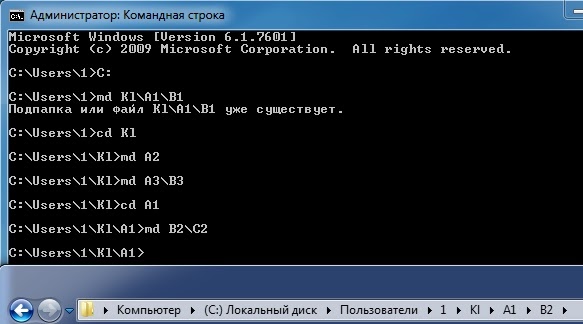 Администратор: Командная строка
Microsoft Windows [Version 6.1.7601]
Copyright (c) 2009 Microsoft Corporation. All rights reserved.
C:\Users\1>C:
C:\Users\1>md Kl\A1\B1
Подпапка или файл Kl\A1\B1 уже существует.
C:\Users\1>cd Kl
C:\Users\1\Kl>md A2
C:\Users\1\Kl>md A3\B3
C:\Users\1\Kl>cd A1
C:\Users\1\Kl\A1>md B2\C2
C:\Users\1\Kl\A1>
Компьютер ▸ (C:) Локальный диск ▸ Пользователи ▸ 1 ▸ Kl ▸ A1 ▸ B2 ▸